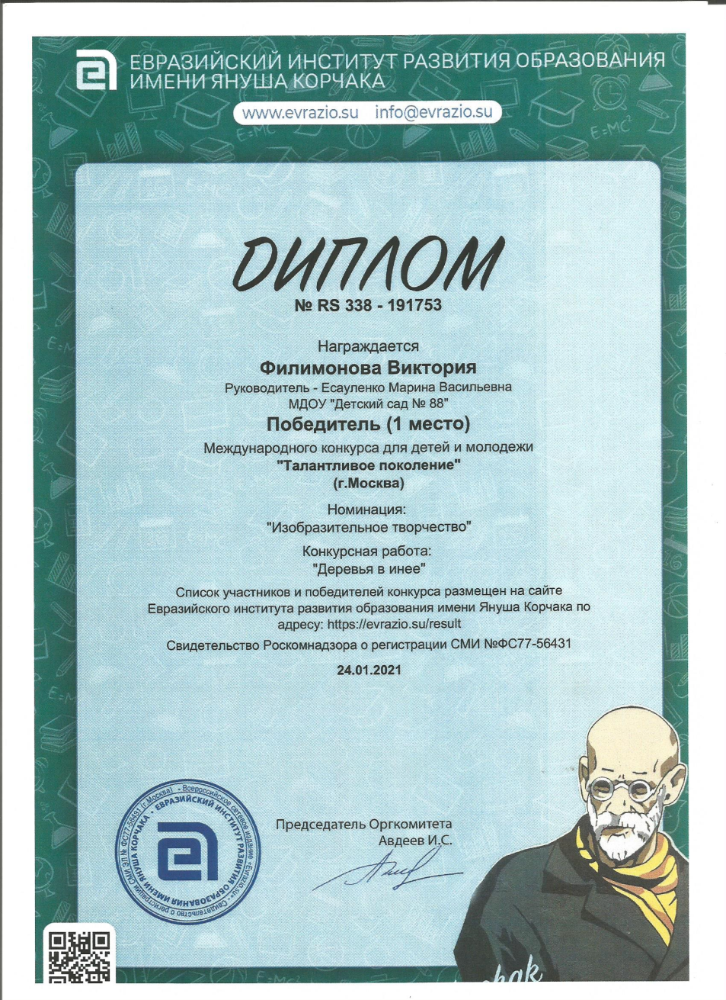 ЕВРАЗИЙСКИЙ ИНСТИТУТ РАЗВИТИЯ ОБРАЗОВАНИЯ
ИМЕНИ ЯНУША КОРЧАКА
www.evrazio.su info@evrazio.su
ДИПЛОМ
№ RS 338 - 191753
Награждается
Филимонова Виктория
Руководитель - Есауленко Марина Васильевна
МДОУ "Детский сад № 88"
Победитель (1 место)
Международного конкурса для детей и молодежи
"Талантливое поколение"
(г.Москва)
Номинация:
"Изобразительное творчество"
Конкурсная работа:
"Деревья в инее"
Список участников и победителей конкурса размещен на сайте
Евразийского института развития образования имени Януша Корчака по
адресу: https://evrazio.su/result
Свидетельство Роскомнадзора о регистрации СМИ №ФС77-56431
24.01.2021
Председатель Оргкомитета
Авдеев И.С.
• Всероссийское сетевое издание «Evrazio.su» - Свидетельство о регистрации СМИ ЭЛ № ФС77-56431 (г.Москва)
• ЕВРАЗИЙСКИЙ ИНСТИТУТ РАЗВИТИЯ ОБРАЗОВАНИЯ ИМЕНИ ЯНУША КОРЧАКА
E=MC²
E=MC²